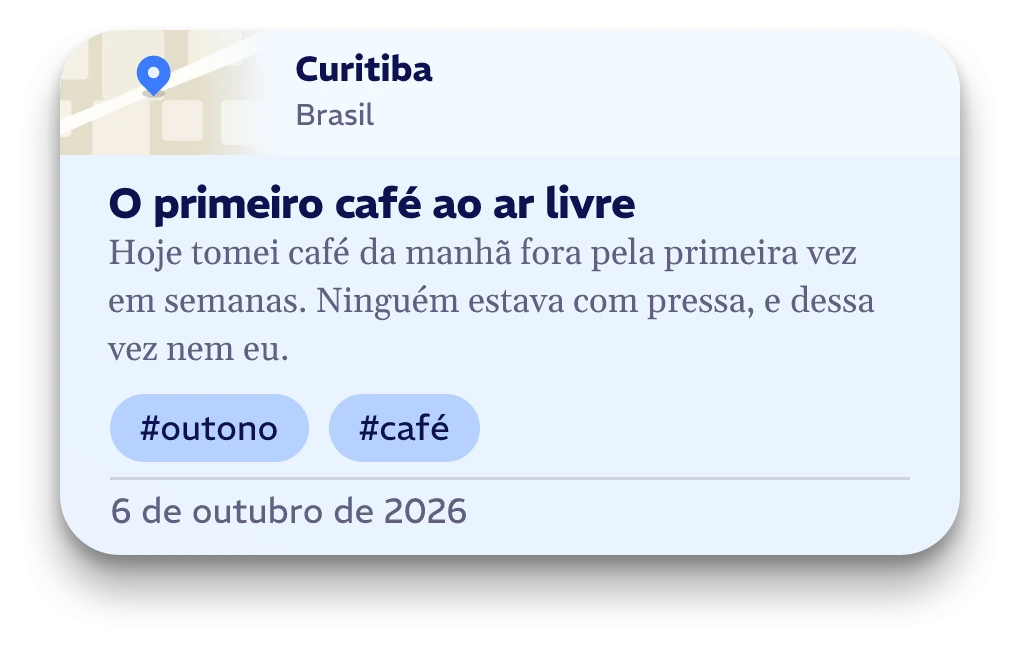 Curitiba
Brasil
O primeiro café ao ar livre
Hoje tomei café da manhã fora pela primeira vez
em semanas. Ninguém estava com pressa, e dessa
vez nem eu.
#outono #café
6 de outubro de 2026